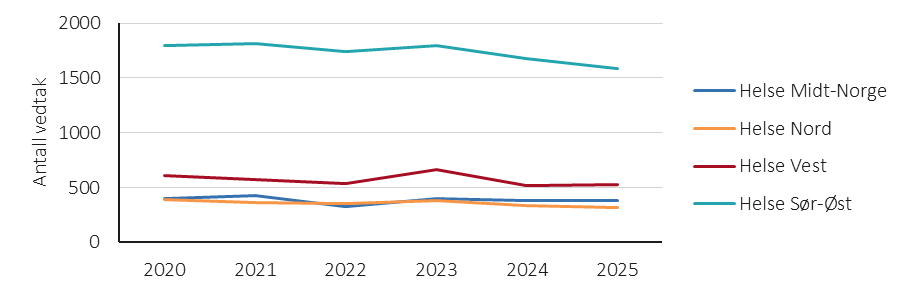 Antall vedtak
2000
1500
1000
500
0
2020 2021 2022 2023 2024 2025
Helse Midt-Norge
Helse Nord
Helse Vest
Helse Sør-Øst